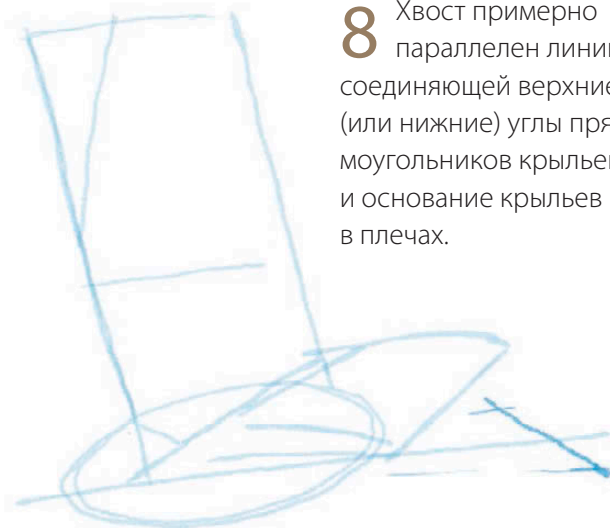 8 Хвост примерно
параллелен линии
соединяющей верхние
(или нижние) углы пря
моугольников крыльев
и основание крыльев
в плечах.